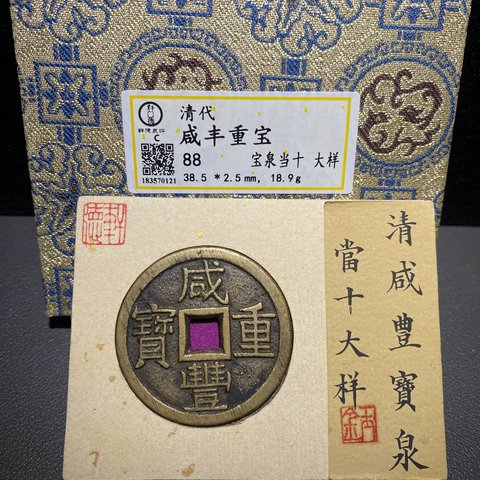 清代
咸丰重宝
88 宝泉当十 大样
38.5 *2.5mm, 18.9g
C
183570121
咸豐重寶
清咸豐寶泉
當十大样